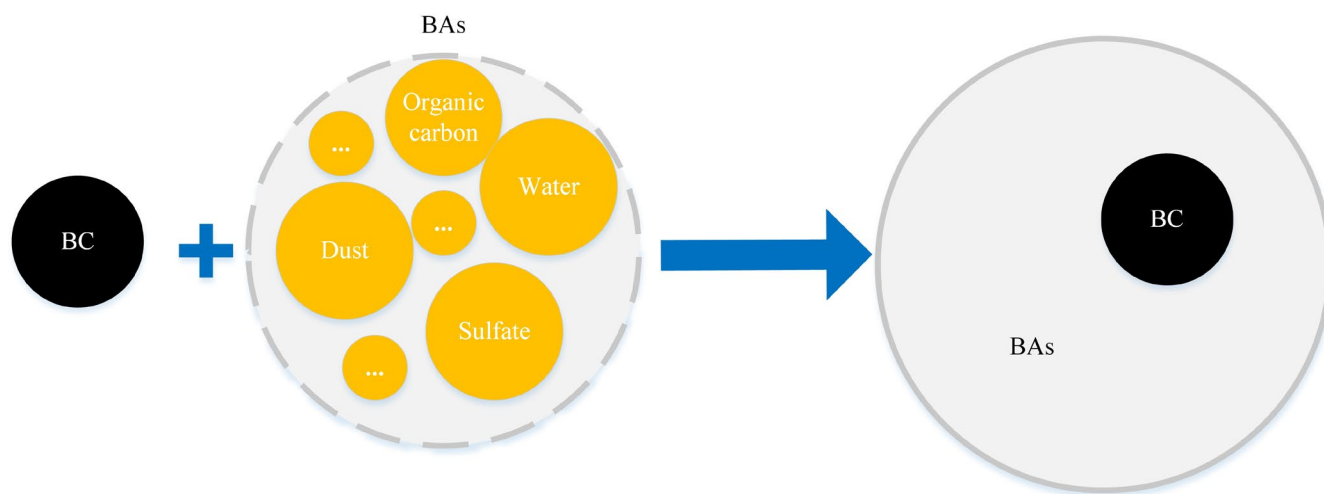 BAs
Organic
carbon
...
Water
BC
...
Dust
Sulfate
...
BC
BAs